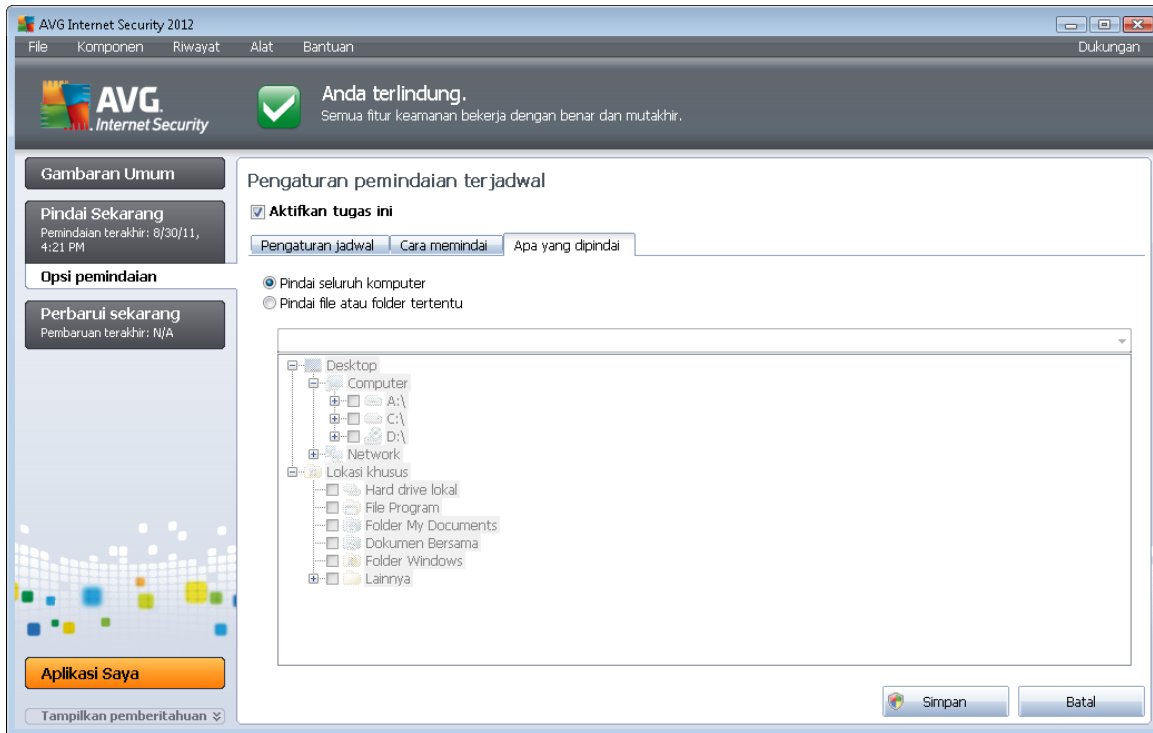 AVG Internet Security 2012
File Komponen Riwayat Alat Bantuan Dukungan
AVG.
Internet Security
Anda terlindung.
Semua fitur keamanan bekerja dengan benar dan mutakhir.
Gambaran Umum
Pindai Sekarang
Pemindaian terakhir: 8/30/11,
4:21 PM
Opsi pemindaian
Perbarui sekarang
Pembaruan terakhir: N/A
Aplikasi Saya
Tampilkan pemberitahuan
Pengaturan pemindaian terjadwal
Aktifkan tugas ini
Pengaturan jadwal Cara memindai Apa yang dipindai
Pindai seluruh komputer
Pindai file atau folder tertentu
Desktop
Computer
A:\
C:\
D:\
Network
Lokasi khusus
Hard drive lokal
File Program
Folder My Documents
Dokumen Bersama
Folder Windows
Lainnya
Simpan Batal